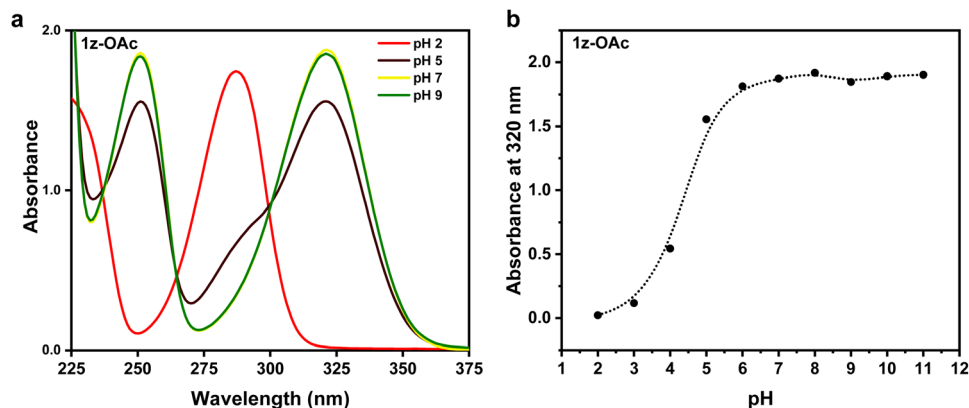 a
1z-OAc
pH 2
pH 5
pH 7
pH 9
2.0
1.0
0.0
225
250
275
300
325
350
375
Absorbance
Wavelength (nm)
b
1z-OAc
2.0
1.5
1.0
0.5
0.0
1 2 3 4 5 6 7 8 9 10 11 12
Absorbance at 320 nm
pH